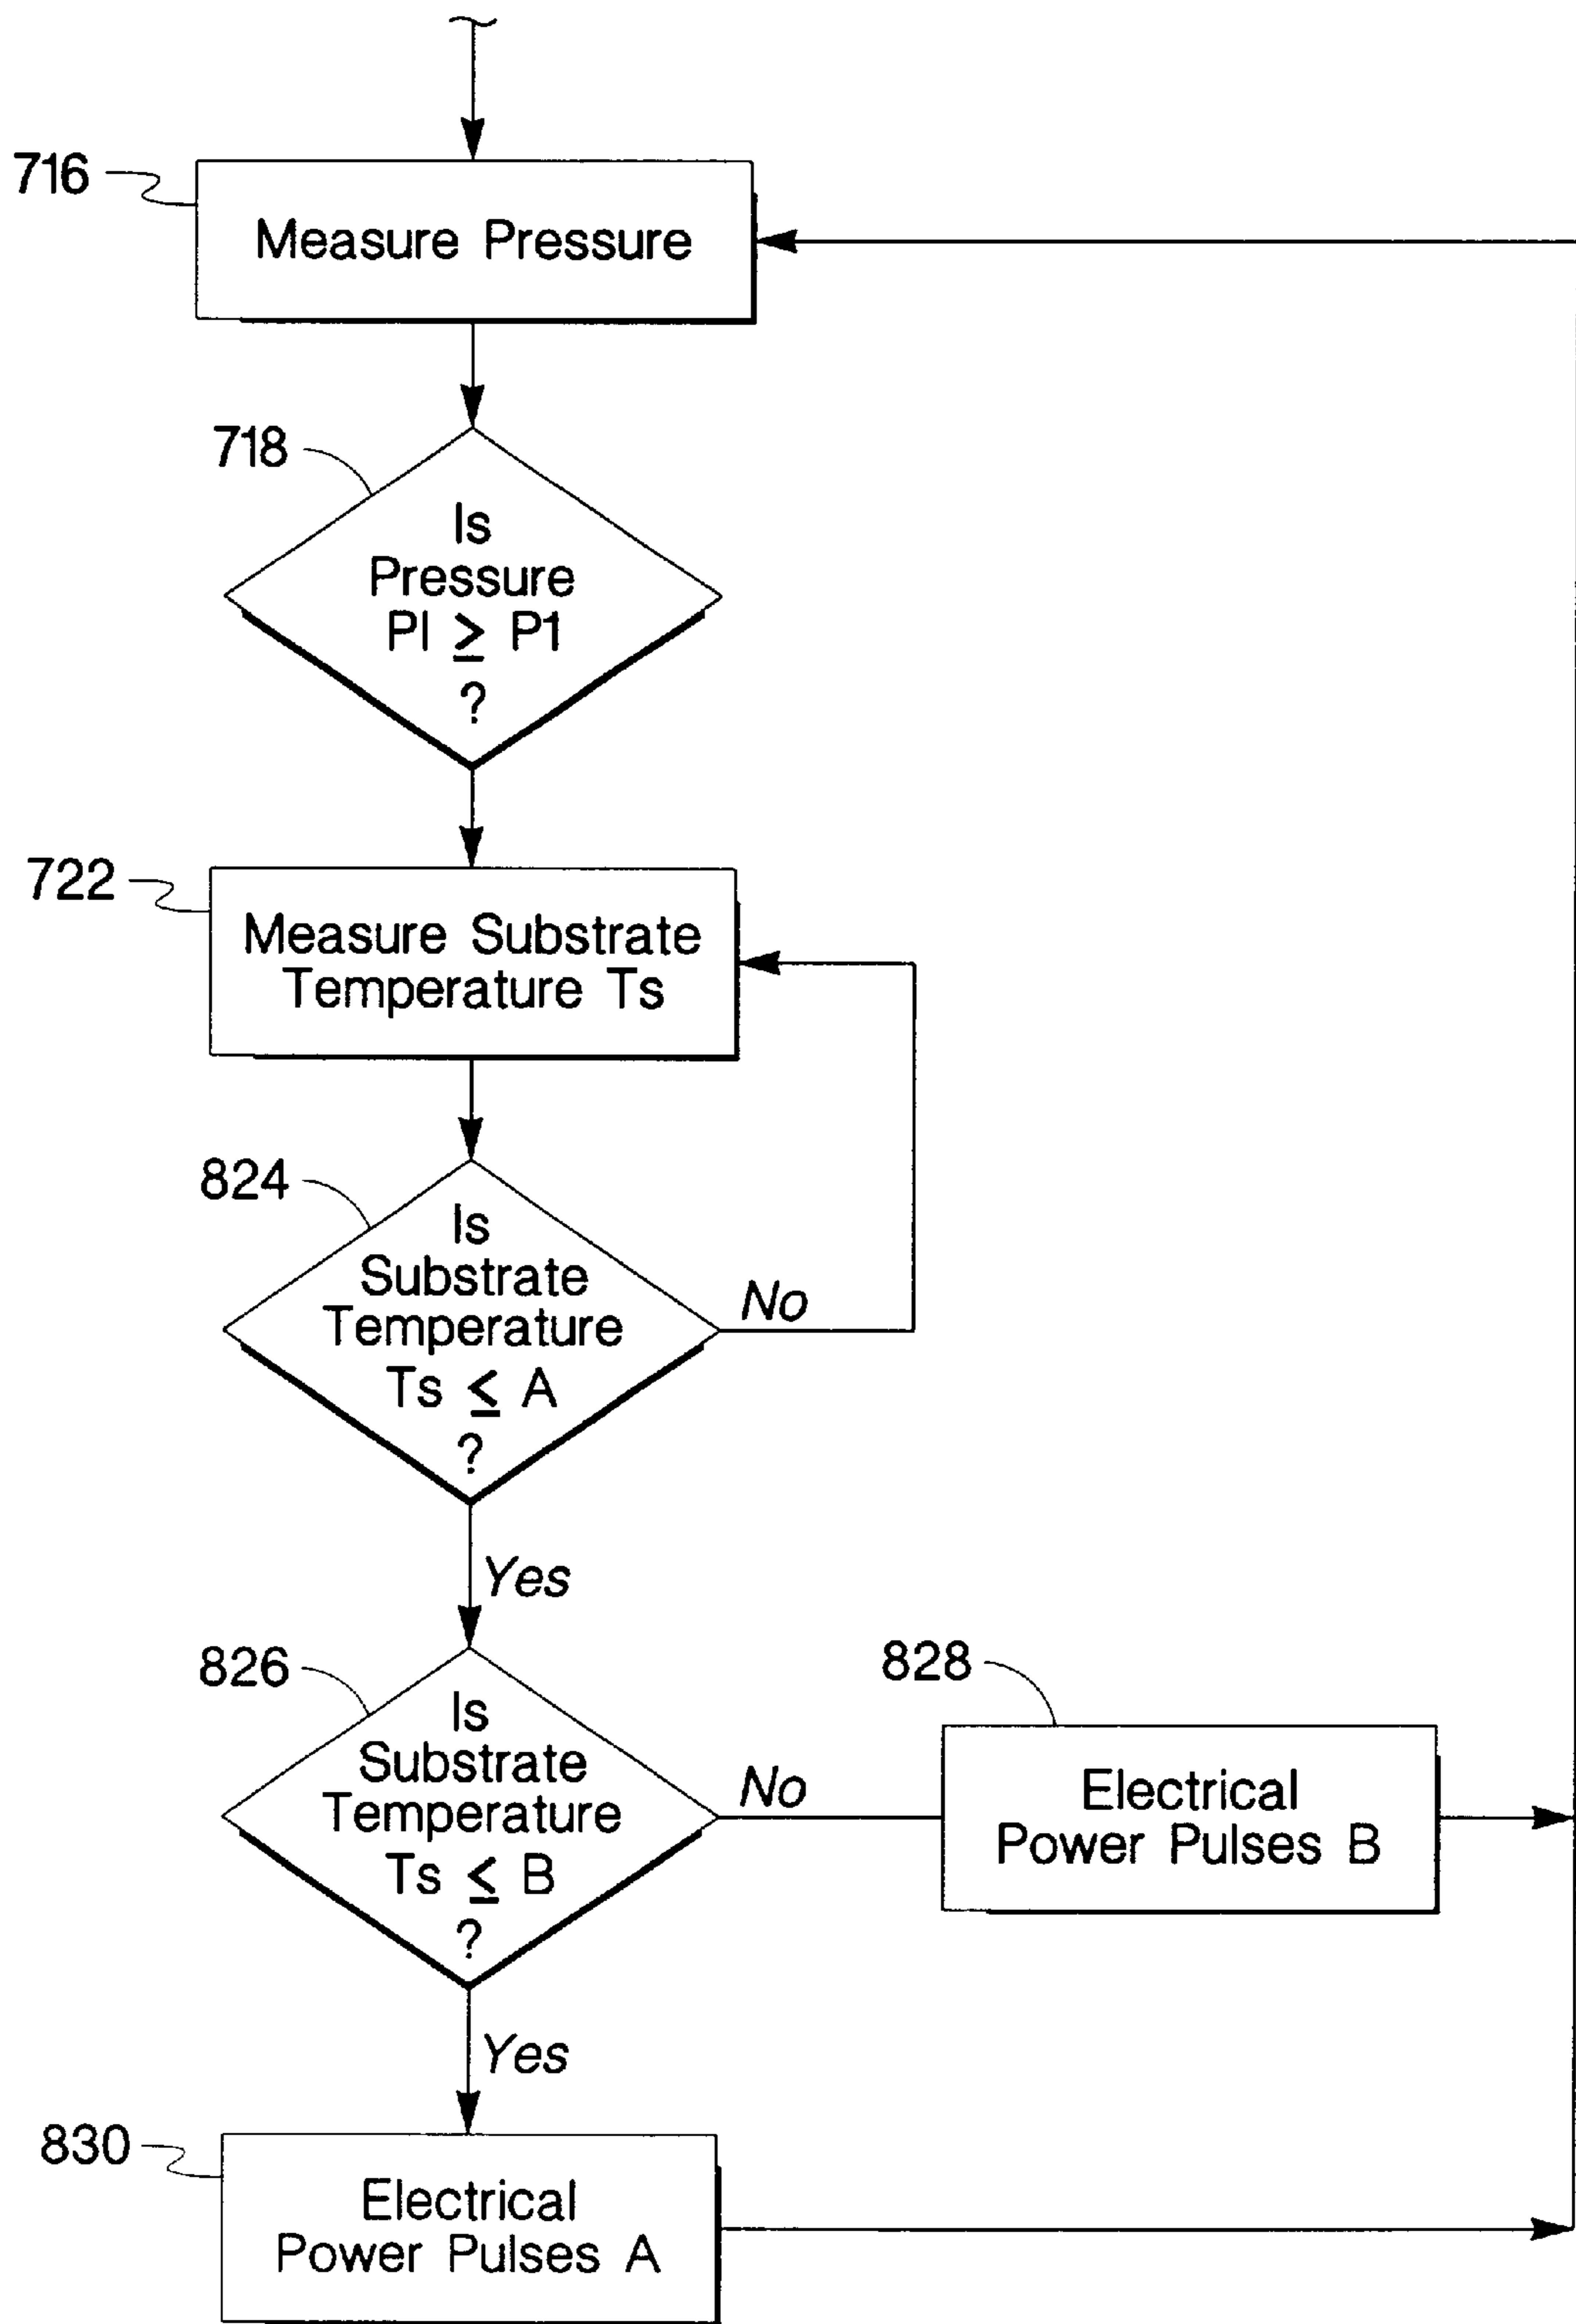 716
Measure Pressure
718
Is
Pressure
PI ≥ P1
?
722
Measure Substrate
Temperature Ts
824
Is
Substrate
Temperature
Ts ≤ A
?
No
Yes
826
Is
Substrate
Temperature
Ts ≤ B
?
No
828
Electrical
Power Pulses B
Yes
830
Electrical
Power Pulses A